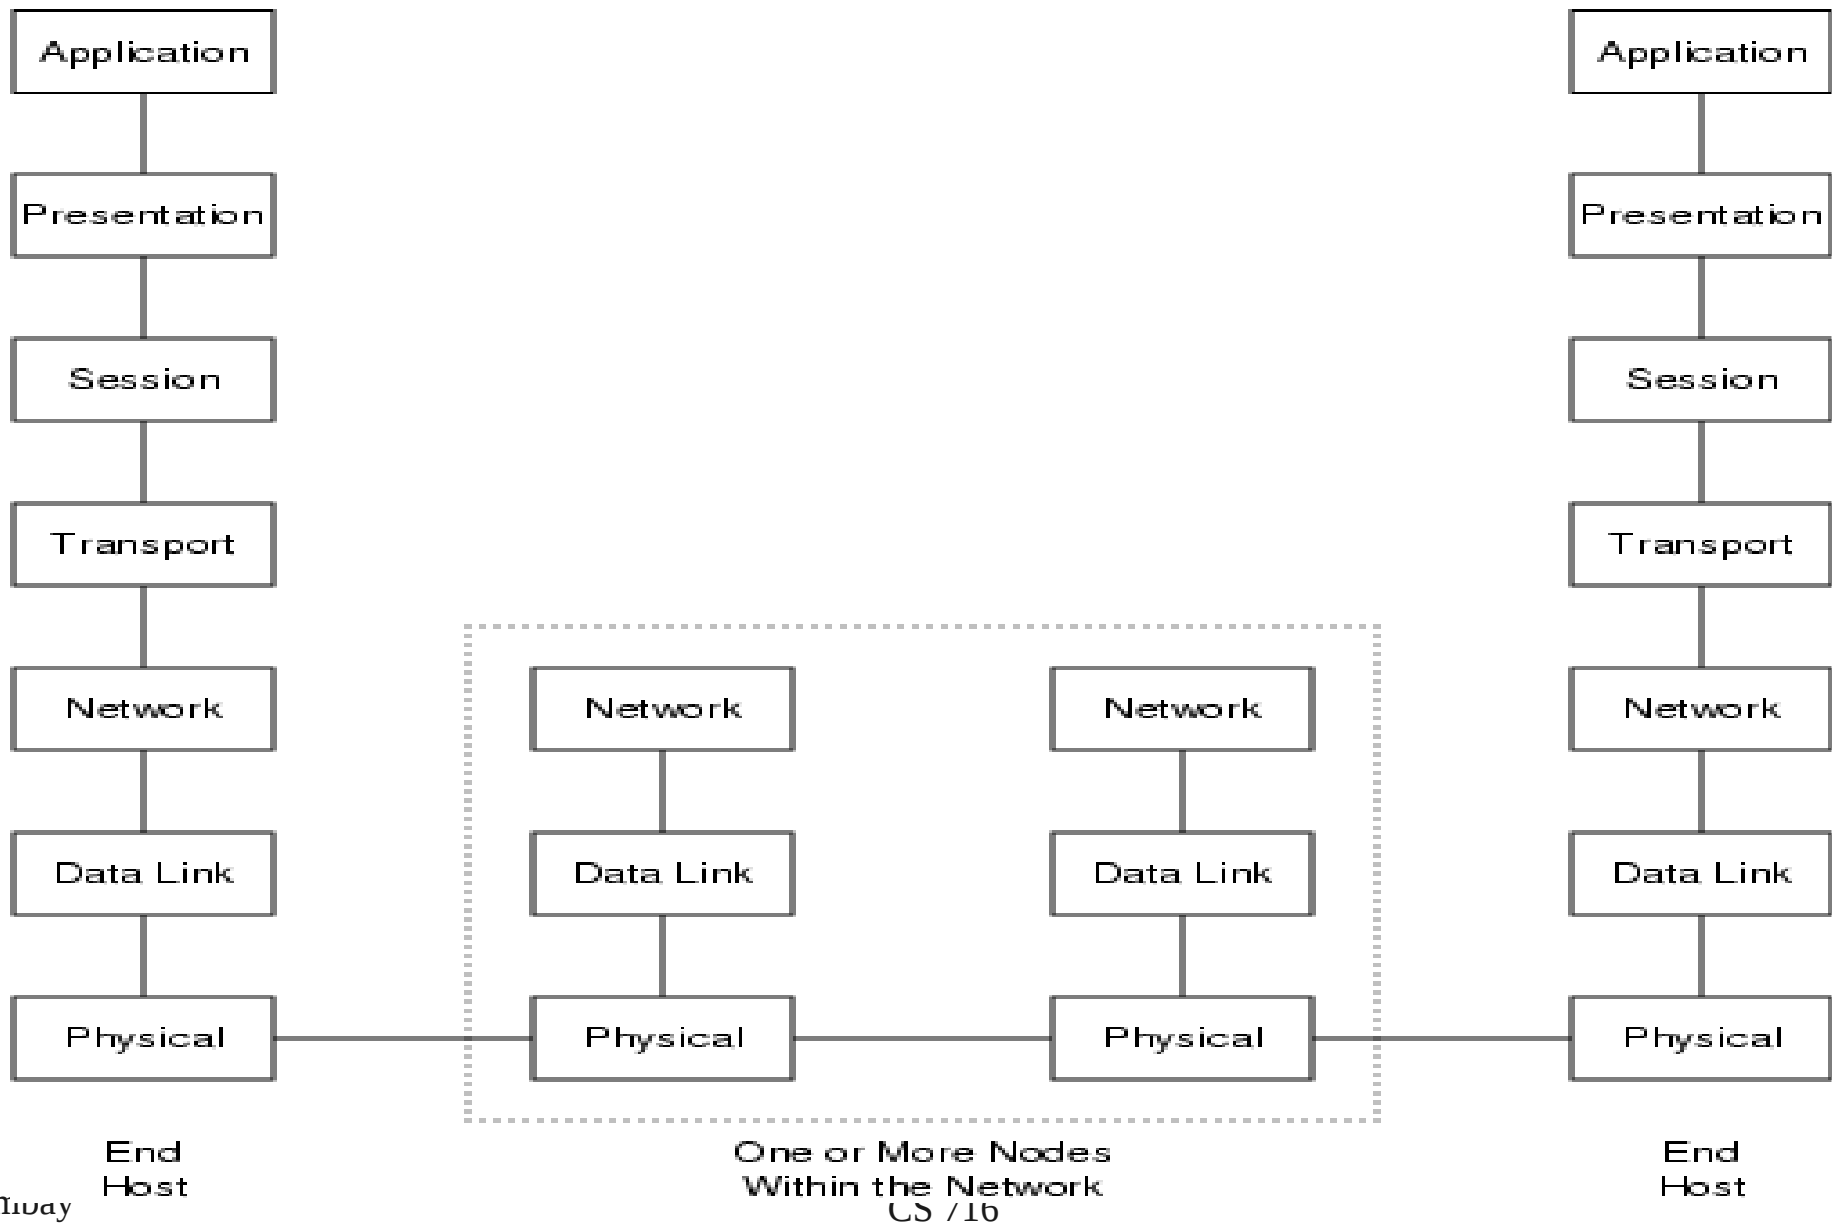 Application
Application
Presentation
Presentation
Session
Session
Transport
Transport
Network
Network
Network
Network
Data Link
Data Link
Data Link
Data Link
Physical
Physical
Physical
Physical
End
Host
One or More Nodes
Within the Network
End
Host
CS 716